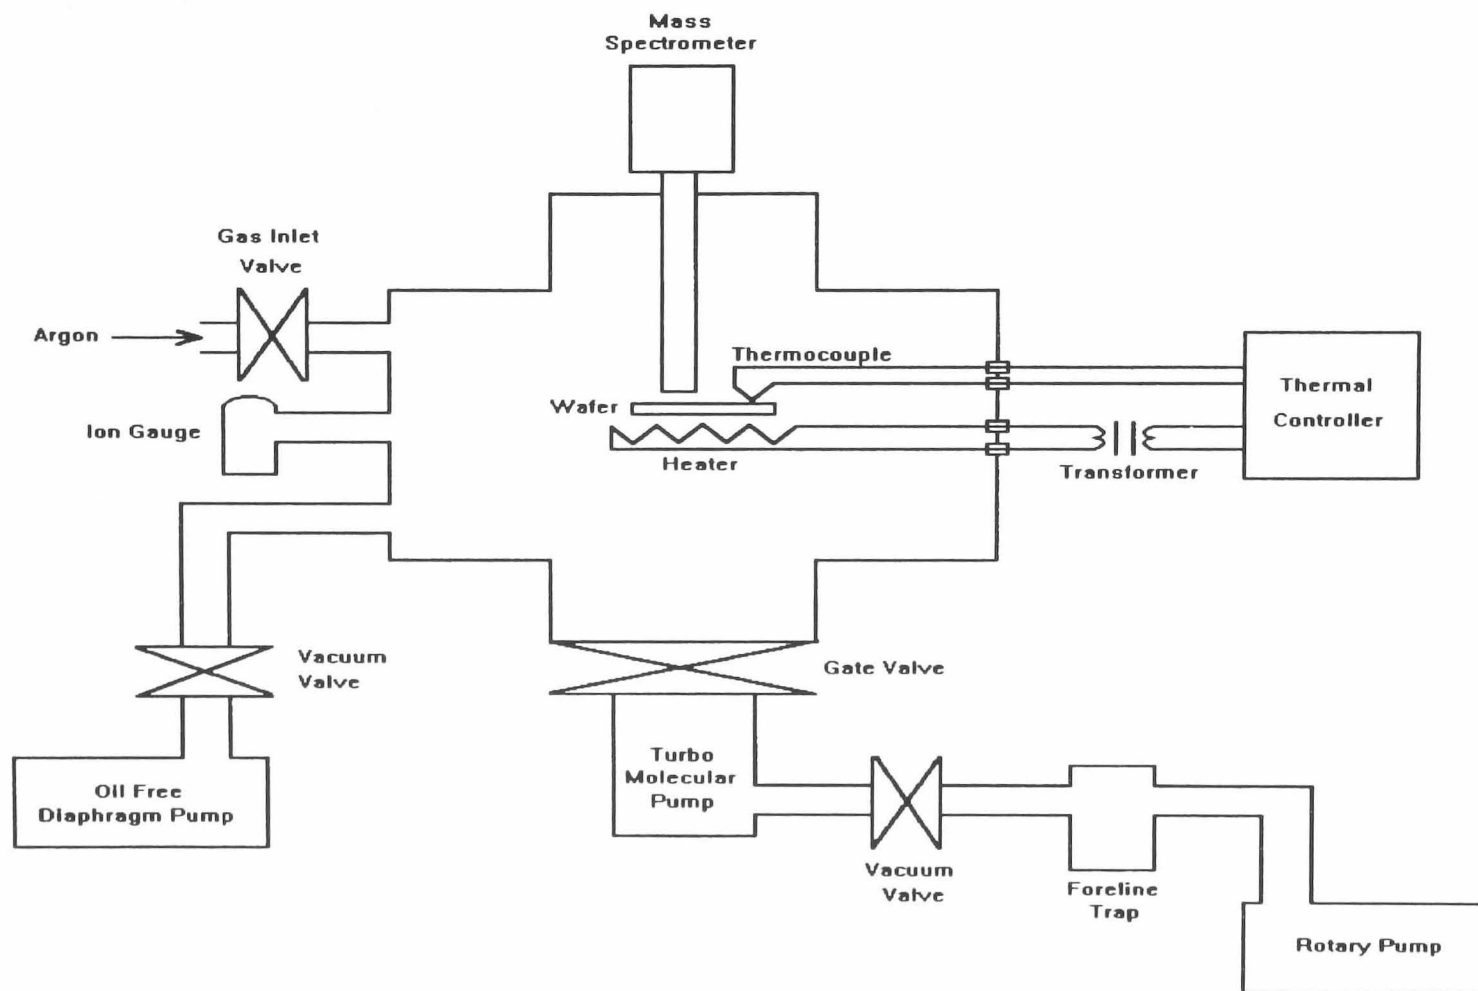 Mass
Spectrometer
Gas Inlet
Valve
Argon
Thermocouple
Thermal
Controller
Wafer
Ion Gauge
Heater
Transformer
Vacuum
Valve
Gate Valve
Turbo
Molecular
Pump
Oil Free
Diaphragm Pump
Vacuum
Valve
Foreline
Trap
Rotary Pump